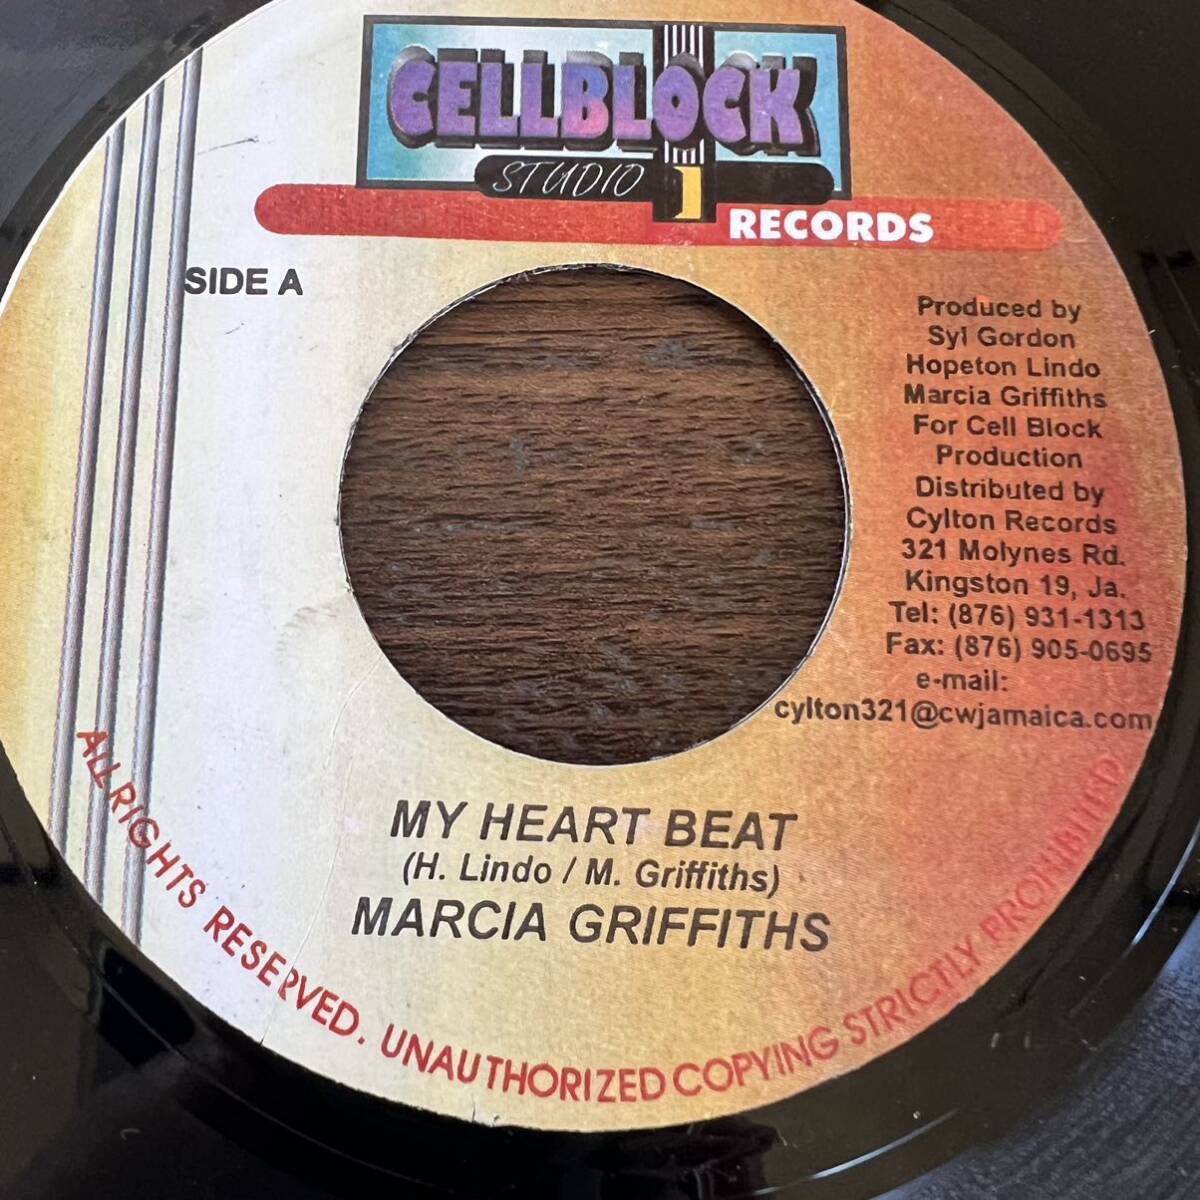 CELLBLOCK
STUDIO 1
RECORDS
SIDE A
Produced by
Syl Gordon
Hopeton Lindo
Marcia Griffiths
For Cell Block
Production
Distributed by
Cylton Records
321 Molynes Rd.
Kingston 19, Ja.
Tel: (876) 931-1313
Fax: (876) 905-0695
e-mail:
cylton321@cwjamaica.com
MY HEART BEAT
(H. Lindo / M. Griffiths)
MARCIA GRIFFITHS
ALL RIGHTS RESERVED. UNAUTHORIZED COPYING STRICTLY PROHIBITED